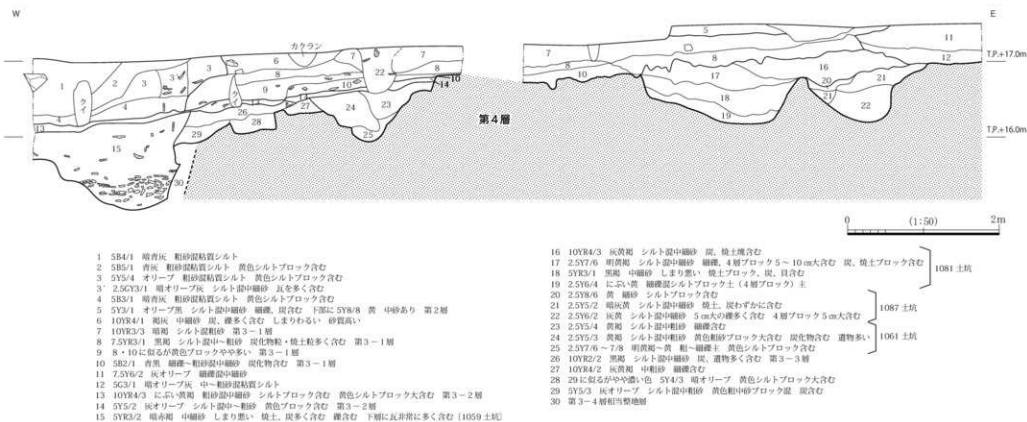 W
E
カクラン
クイ
クイ
第4層
T.P.+17.0m
T.P.+16.0m
0 (1:50) 2m
1 5B4/1 暗青灰 粗砂混粘質シルト
2 5B5/1 青灰 粗砂混粘質シルト 黄色シルトブロック含む
3 5Y5/4 オリーブ 粗砂混粘質シルト 黄色シルトブロック含む
3´ 2.5GY3/1 暗オリーブ灰 シルト混中細砂 瓦を多く含む
4 5B3/1 暗青灰 粗砂混粘質シルト 黄色シルトブロック含む
5 5Y3/1 オリーブ黒 シルト混中細砂 細礫、炭含む 下部に5Y8/8 黄 中砂あり 第2層
6 10YR4/1 褐灰 中細砂 炭、礫多く含む しまりわるい 砂質高い
7 10YR3/3 暗褐 シルト混粗砂 第3－1層
8 7.5YR3/1 黒褐 シルト混中～粗砂 炭化物粒・焼土粒多く含む 第3－1層
9 8・10に似るが黄色ブロックやや多い 第3－1層
10 5B2/1 青黒 細礫～粗砂混中細砂 炭化物含む 第3－1層
11 7.5Y6/2 灰オリーブ 細礫混中細砂
12 5G3/1 暗オリーブ灰 中～粗砂混粘質シルト
13 10YR4/3 にぶい黄褐 粗砂混中細砂 シルトブロック含む 黄色シルトブロック大含む 第3－2層
14 5Y5/2 灰オリーブ シルト混中～粗砂 黄色ブロック含む 第3－2層
15 5YR3/2 暗赤褐 中細砂 しまり悪い 焼土、炭多く含む 礫含む 下層に瓦非常に多く含む [1059土坑]
16 10YR4/3 灰黄褐 シルト混中細砂 炭、焼土塊含む
17 2.5Y7/6 明黄褐～ シルト混中細砂 細礫、4層ブロック5～10㎝大含む 炭、焼土ブロック含む
18 5YR3/1 黒褐 中細砂 しまり悪い 焼土ブロック、炭、貝含む
19 2.5Y6/4 にぶい黄 細礫混シルトブロック土（4層ブロック）主
1081土坑
20 2.5Y8/6 黄 細砂 シルトブロック含む
21 2.5Y5/2 暗灰黄 シルト混中細砂 焼土、炭わずかに含む
22 2.5Y6/2 灰黄 シルト混中細砂 5㎝大の礫多く含む 4層ブロック5㎝大含む
1087土坑
23 2.5Y5/4 黄褐 シルト混中粗砂 細礫含む
24 2.5Y5/3 黄褐 シルト混中粗砂 黄色粗砂ブロック大含む 炭化物含む 遺物多い
25 2.5Y7/6～7/8 明黄褐～黄 粗～細礫主 黄色シルトブロック含む
1061土坑
26 10YR2/2 黒褐 シルト混中細砂 炭、遺物多く含む 第3－3層
27 10YR4/2 灰黄褐 中粗砂 細礫含む
28 29に似るがやや濃い色 5Y4/3 暗オリーブ 黄色シルトブロック大含む
29 5Y5/3 灰オリーブ シルト混中粗砂 黄色粗中砂ブロック混 炭含む
30 第3－4層相当整地層